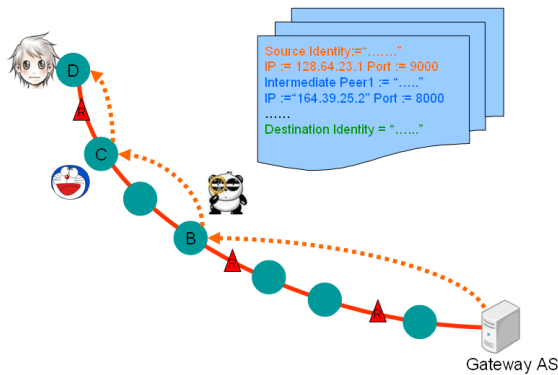 Source Identity:=“.......”
IP := 128.64.23.1 Port := 9000
Intermediate Peer1 := “.....”
IP :=“164.39.25.2” Port := 8000
......
Destination Identity = “......”
D
R
C
B
R
R
Gateway AS